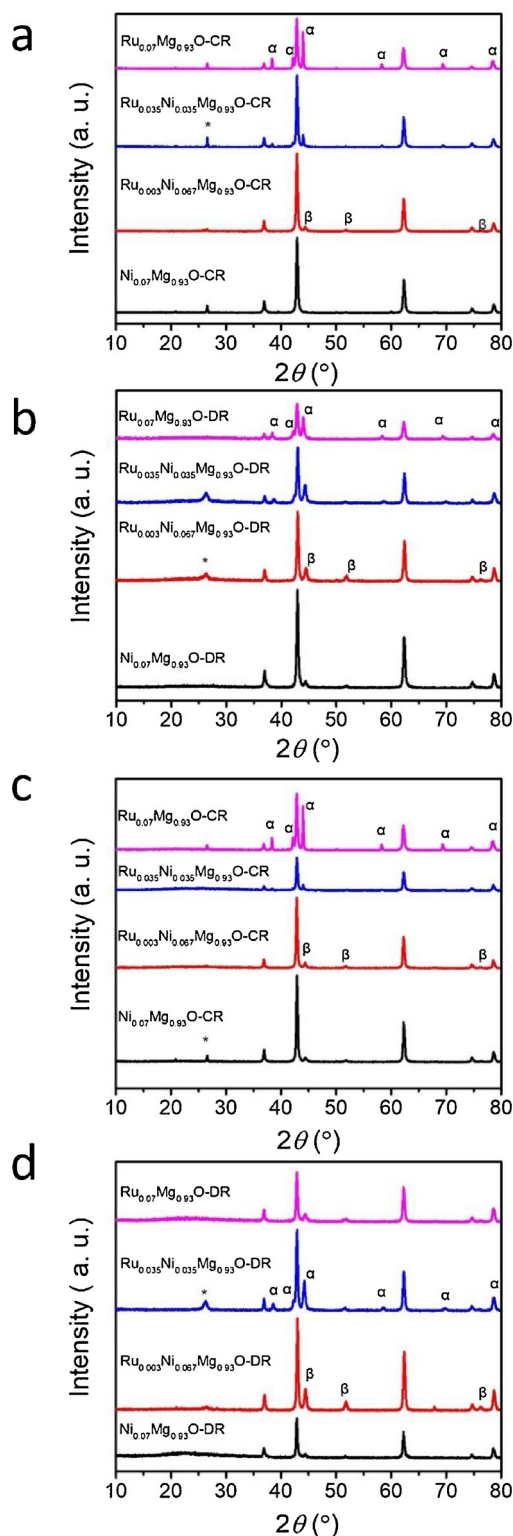 a
Intensity (a. u.)
Ru0.07Mg0.93O-CR
α α α α α α
Ru0.035Ni0.035Mg0.93O-CR
*
Ru0.003Ni0.067Mg0.93O-CR
β β β
Ni0.07Mg0.93O-CR
10 20 30 40 50 60 70 80
2θ (°)
b
Intensity (a. u.)
Ru0.07Mg0.93O-DR
α α α α α α
Ru0.035Ni0.035Mg0.93O-DR
Ru0.003Ni0.067Mg0.93O-DR
* β β β
Ni0.07Mg0.93O-DR
10 20 30 40 50 60 70 80
2θ (°)
c
Intensity (a. u.)
Ru0.07Mg0.93O-CR
α α α α α α
Ru0.035Ni0.035Mg0.93O-CR
Ru0.003Ni0.067Mg0.93O-CR
β β β
Ni0.07Mg0.93O-CR
*
10 20 30 40 50 60 70 80
2θ (°)
d
Intensity ( a. u.)
Ru0.07Mg0.93O-DR
Ru0.035Ni0.035Mg0.93O-DR
* α α α α α α
Ru0.003Ni0.067Mg0.93O-DR
β β β
Ni0.07Mg0.93O-DR
10 20 30 40 50 60 70 80
2θ (°)